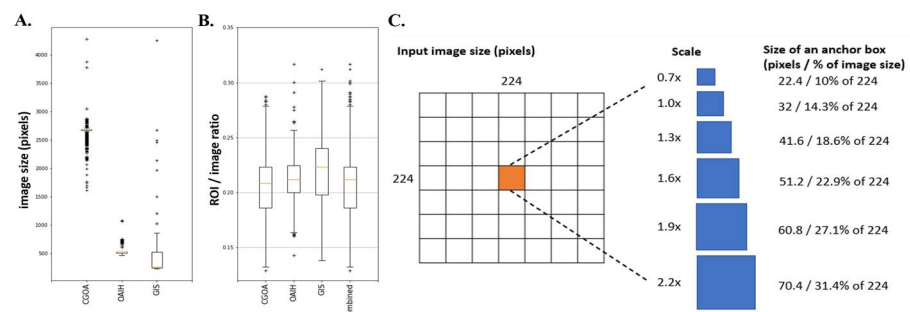 A.
image size (pixels)
4000
3500
3000
2500
2000
1500
1000
500
CGOA
OAIH
GIS
B.
ROI / image ratio
0.35
0.30
0.25
0.20
0.15
CGOA
OAIH
GIS
mbined
C.
Input image size (pixels)
224
224
Scale
Size of an anchor box
(pixels / % of image size)
0.7x
22.4 / 10% of 224
1.0x
32 / 14.3% of 224
1.3x
41.6 / 18.6% of 224
1.6x
51.2 / 22.9% of 224
1.9x
60.8 / 27.1% of 224
2.2x
70.4 / 31.4% of 224